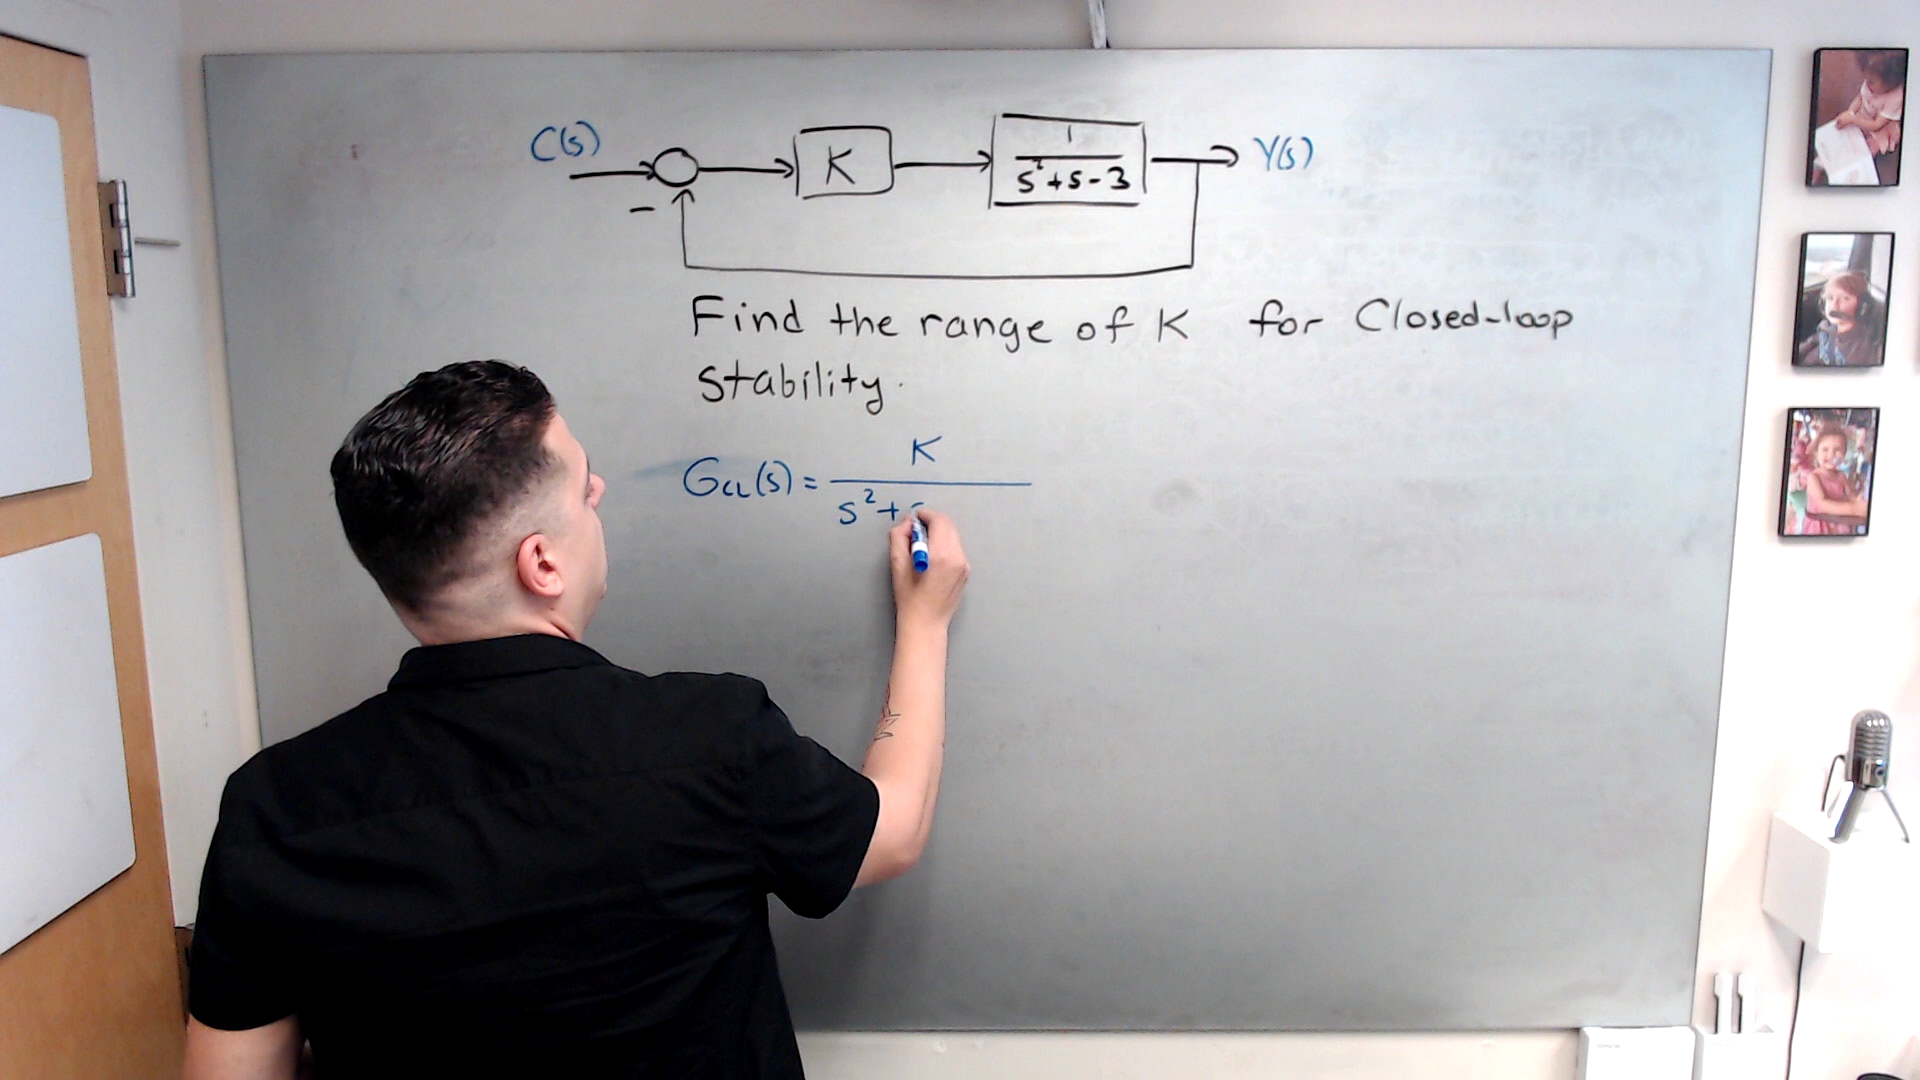 C(s)
K
1
s²+s-3
Y(s)
-
Find the range of K for Closed-loop
stability.
K
G_CL(s) =
s²+